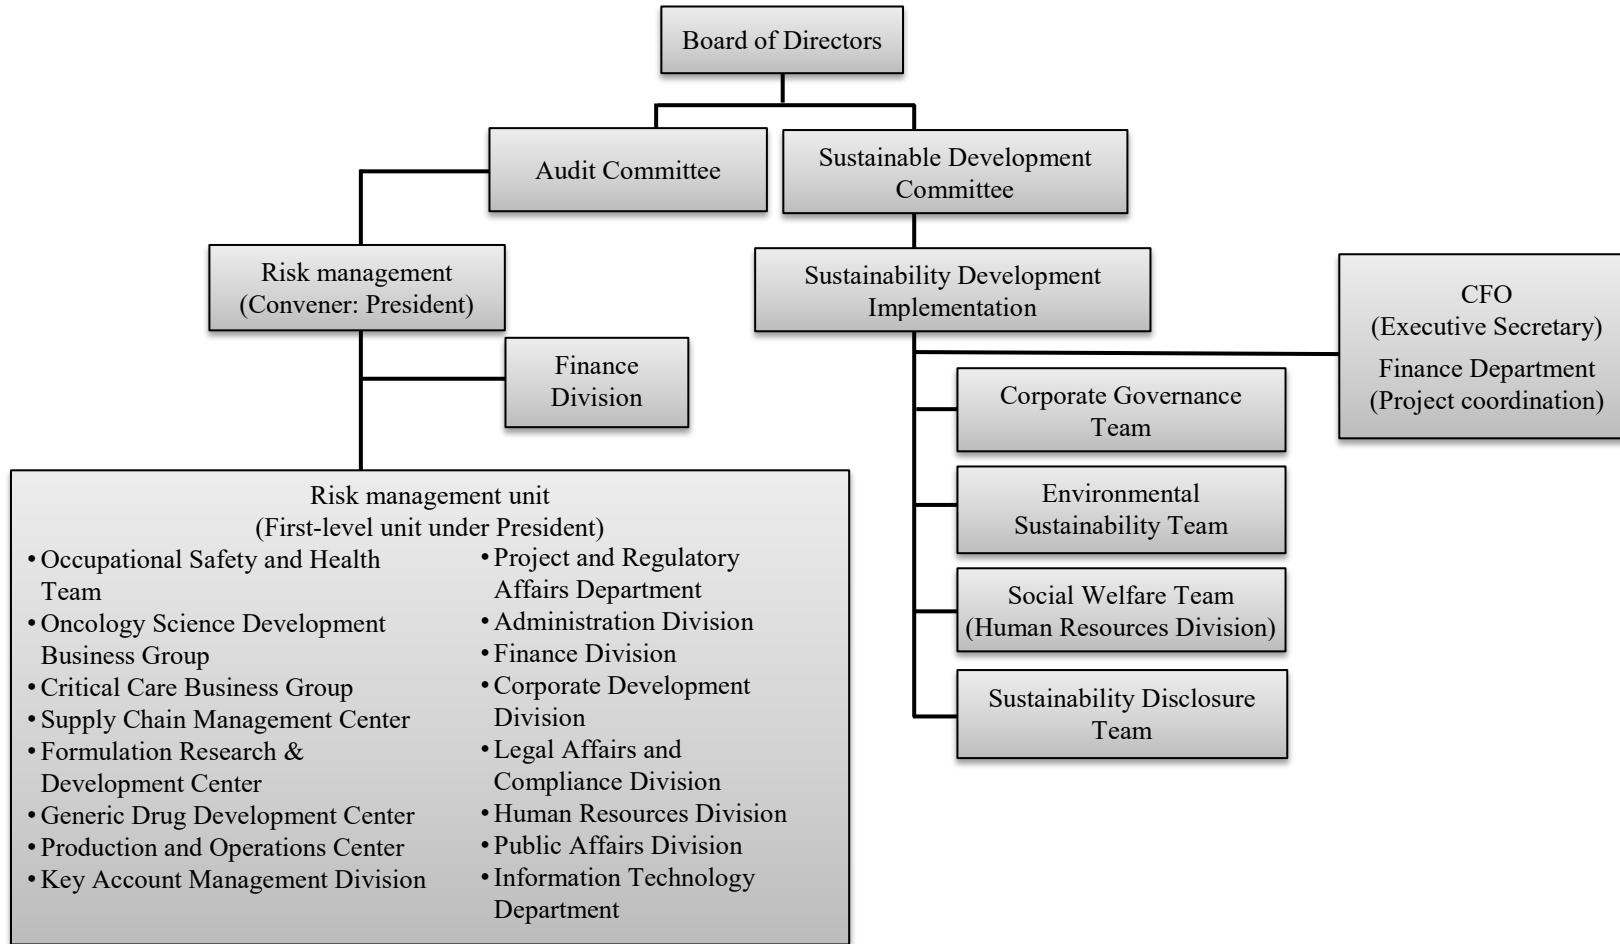 Board of Directors
Audit Committee
Sustainable Development
Committee
Risk management
(Convener: President)
Sustainability Development
Implementation
CFO
(Executive Secretary)
Finance Department
(Project coordination)
Finance
Division
Corporate Governance
Team
Environmental
Sustainability Team
Social Welfare Team
(Human Resources Division)
Sustainability Disclosure
Team
Risk management unit
(First-level unit under President)
• Occupational Safety and Health
Team
• Oncology Science Development
Business Group
• Critical Care Business Group
• Supply Chain Management Center
• Formulation Research &
Development Center
• Generic Drug Development Center
• Production and Operations Center
• Key Account Management Division
• Project and Regulatory
Affairs Department
• Administration Division
• Finance Division
• Corporate Development
Division
• Legal Affairs and
Compliance Division
• Human Resources Division
• Public Affairs Division
• Information Technology
Department